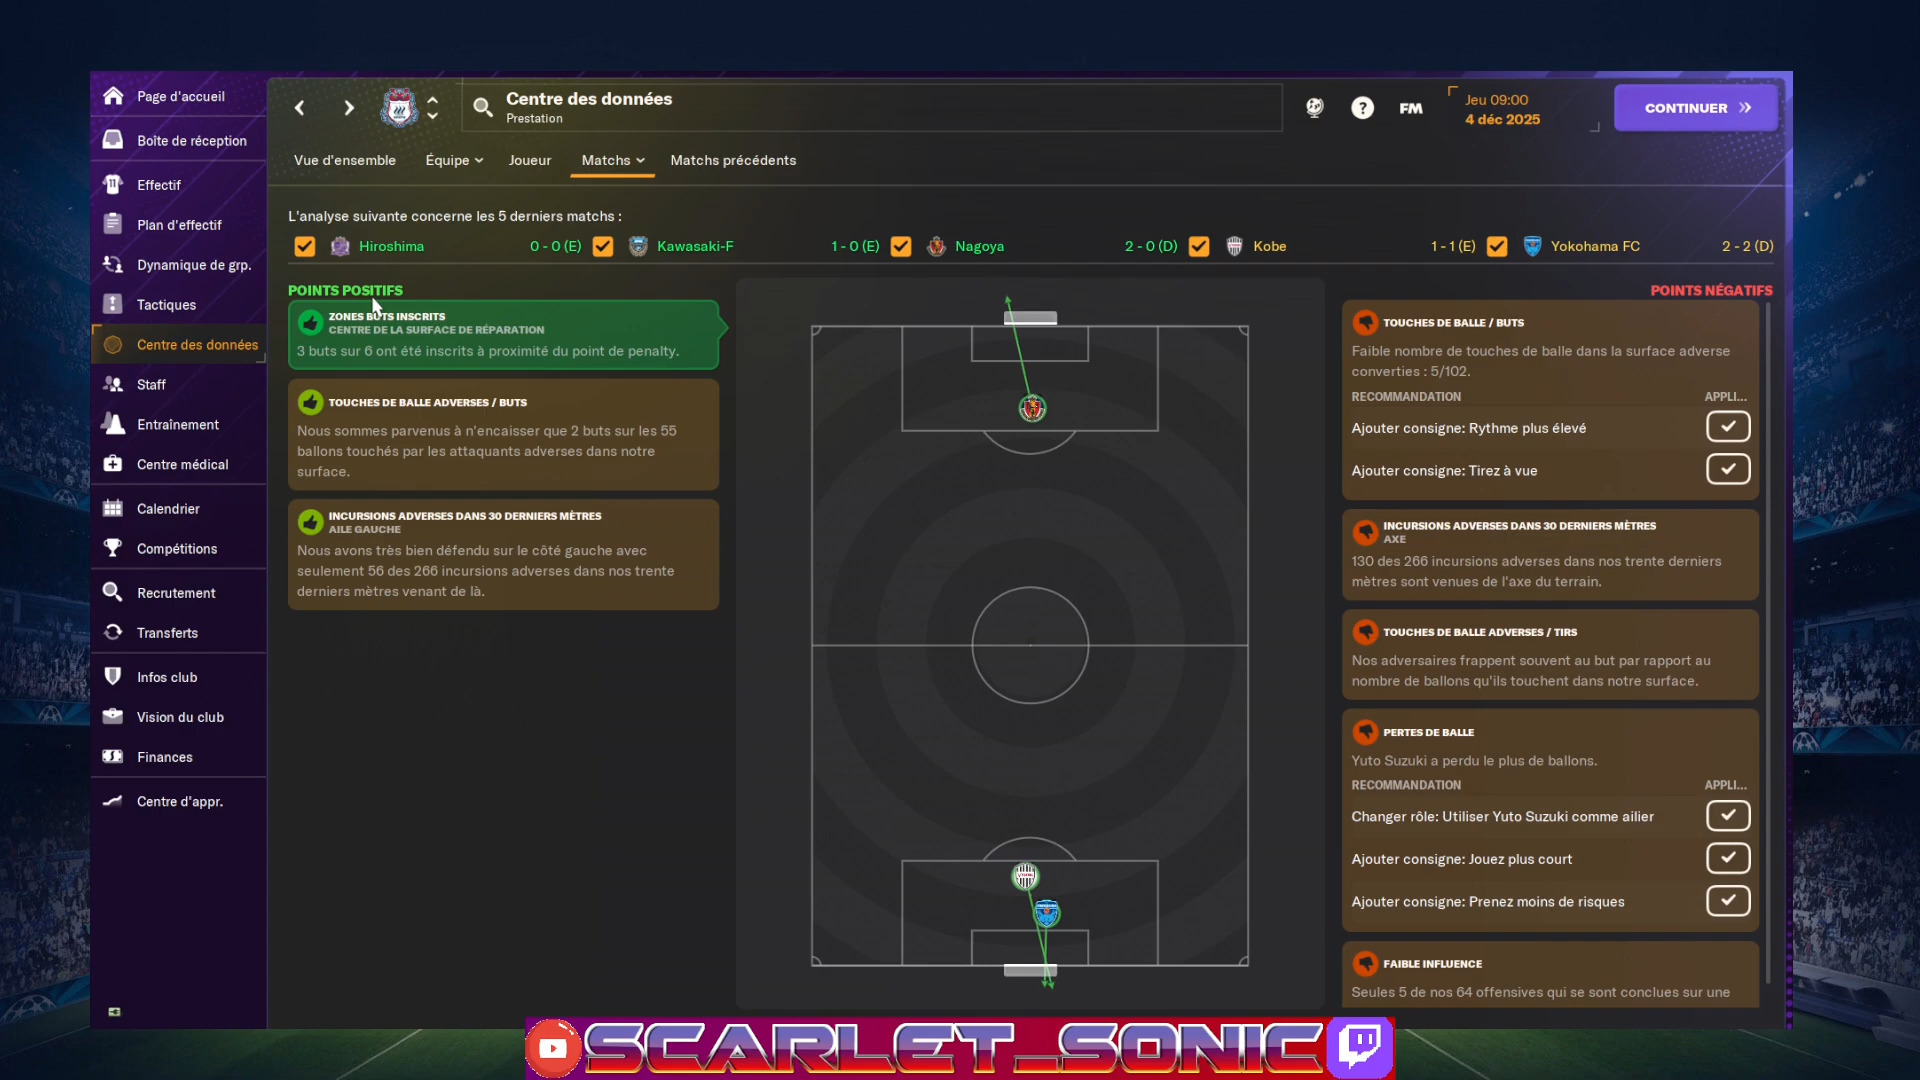 Page d'accueil
Boîte de réception
Effectif
Plan d'effectif
Dynamique de grp.
Tactiques
Centre des données
Staff
Entraînement
Centre médical
Calendrier
Compétitions
Recrutement
Transferts
Infos club
Vision du club
Finances
Centre d'appr.
Centre des données
Prestation
FM
Jeu 09:00
4 déc 2025
CONTINUER
Vue d'ensemble
Équipe
Joueur
Matchs
Matchs précédents
L'analyse suivante concerne les 5 derniers matchs :
Hiroshima 0 - 0 (E)
Kawasaki-F 1 - 0 (E)
Nagoya 2 - 0 (D)
Kobe 1 - 1 (E)
Yokohama FC 2 - 2 (D)
POINTS POSITIFS
ZONES BUTS INSCRITS
CENTRE DE LA SURFACE DE RÉPARATION
3 buts sur 6 ont été inscrits à proximité du point de penalty.
TOUCHES DE BALLE ADVERSES / BUTS
Nous sommes parvenus à n'encaisser que 2 buts sur les 55
ballons touchés par les attaquants adverses dans notre
surface.
INCURSIONS ADVERSES DANS 30 DERNIERS MÈTRES
AILE GAUCHE
Nous avons très bien défendu sur le côté gauche avec
seulement 56 des 266 incursions adverses dans nos trente
derniers mètres venant de là.
POINTS NÉGATIFS
TOUCHES DE BALLE / BUTS
Faible nombre de touches de balle dans la surface adverse
converties : 5/102.
RECOMMANDATION APPLI...
Ajouter consigne: Rythme plus élevé
Ajouter consigne: Tirez à vue
INCURSIONS ADVERSES DANS 30 DERNIERS MÈTRES
AXE
130 des 266 incursions adverses dans nos trente derniers
mètres sont venues de l'axe du terrain.
TOUCHES DE BALLE ADVERSES / TIRS
Nos adversaires frappent souvent au but par rapport au
nombre de ballons qu'ils touchent dans notre surface.
PERTES DE BALLE
Yuto Suzuki a perdu le plus de ballons.
RECOMMANDATION APPLI...
Changer rôle: Utiliser Yuto Suzuki comme ailier
Ajouter consigne: Jouez plus court
Ajouter consigne: Prenez moins de risques
FAIBLE INFLUENCE
Seules 5 de nos 64 offensives qui se sont conclues sur une
SCARLET_SONIC